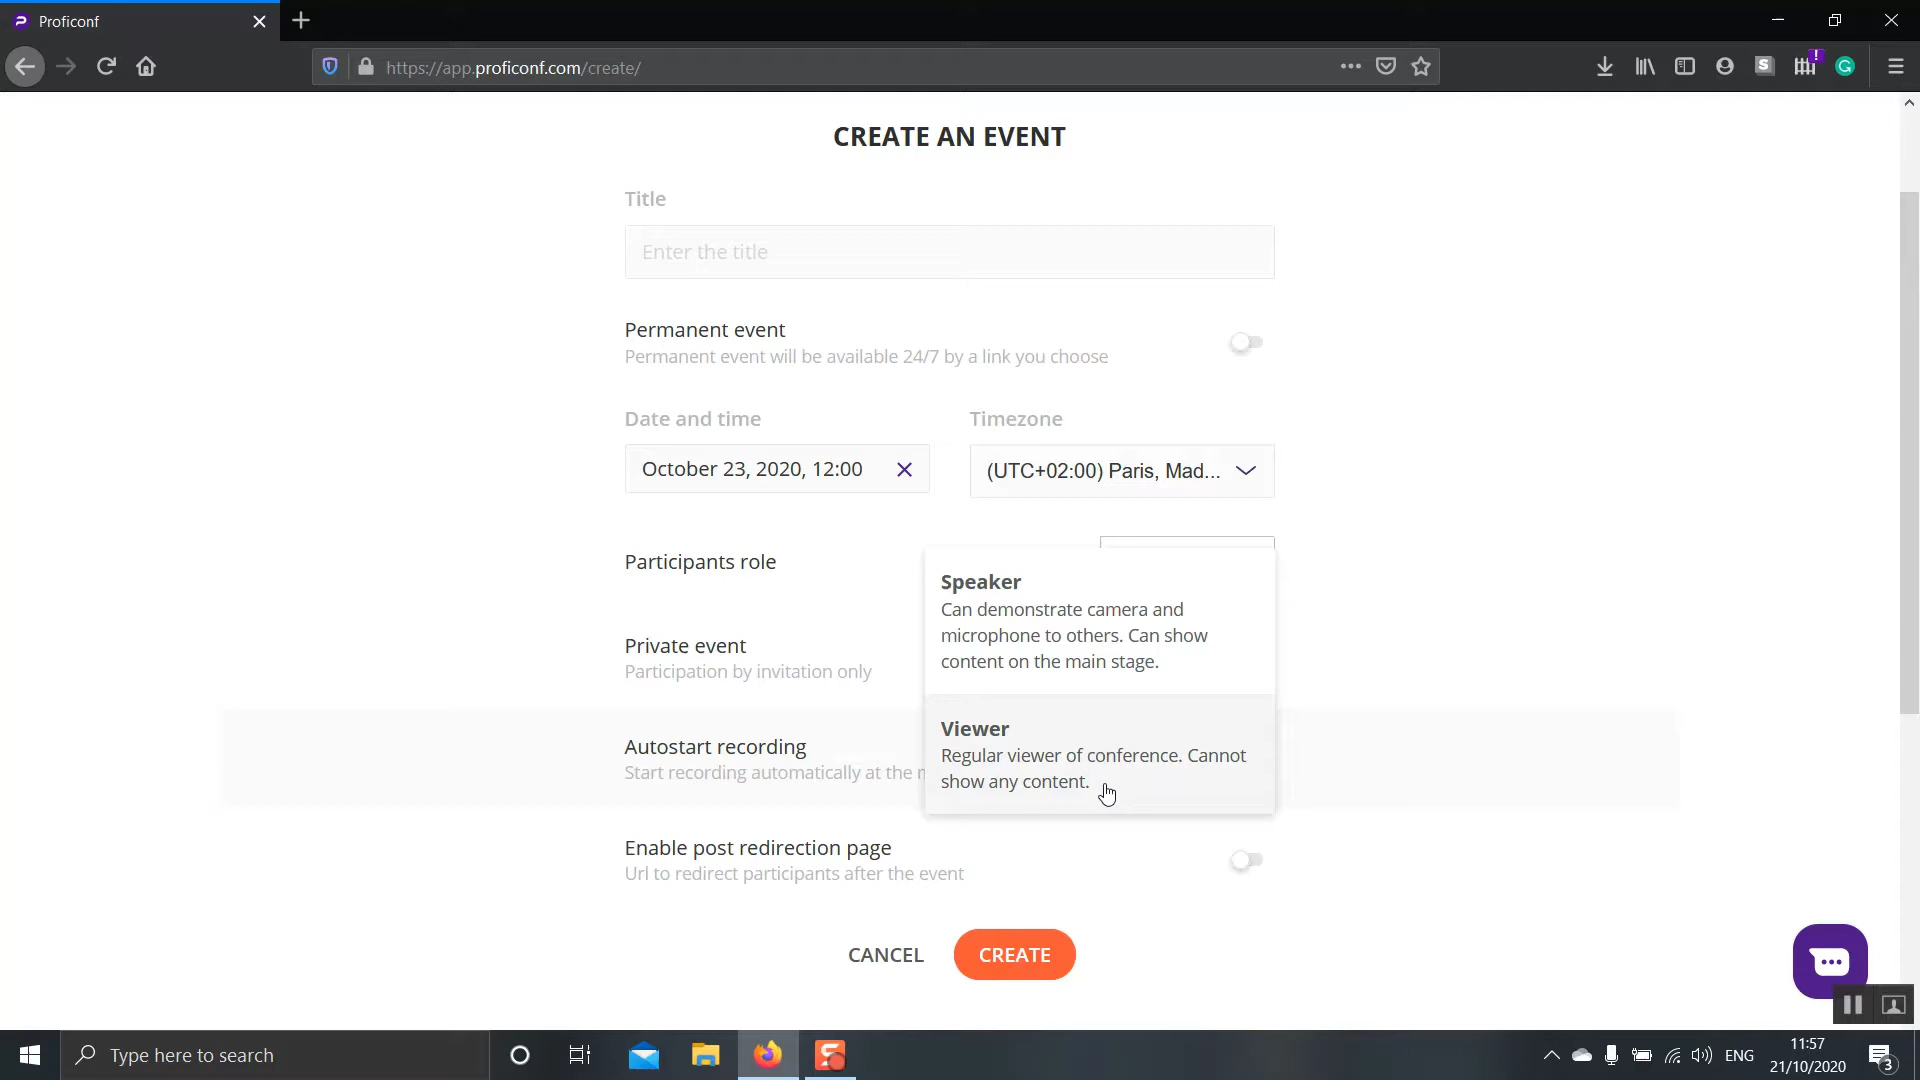 Proficonf
https://app.proficonf.com/create/
S
!
G
CREATE AN EVENT
Title
Enter the title
Permanent event
Permanent event will be available 24/7 by a link you choose
Date and time
Timezone
October 23, 2020, 12:00
(UTC+02:00) Paris, Mad...
Participants role
Speaker
Can demonstrate camera and
microphone to others. Can show
content on the main stage.
Private event
Participation by invitation only
Viewer
Regular viewer of conference. Cannot
show any content.
Autostart recording
Start recording automatically at the
Enable post redirection page
Url to redirect participants after the event
CANCEL
CREATE
Type here to search
ENG
11:57
21/10/2020
3